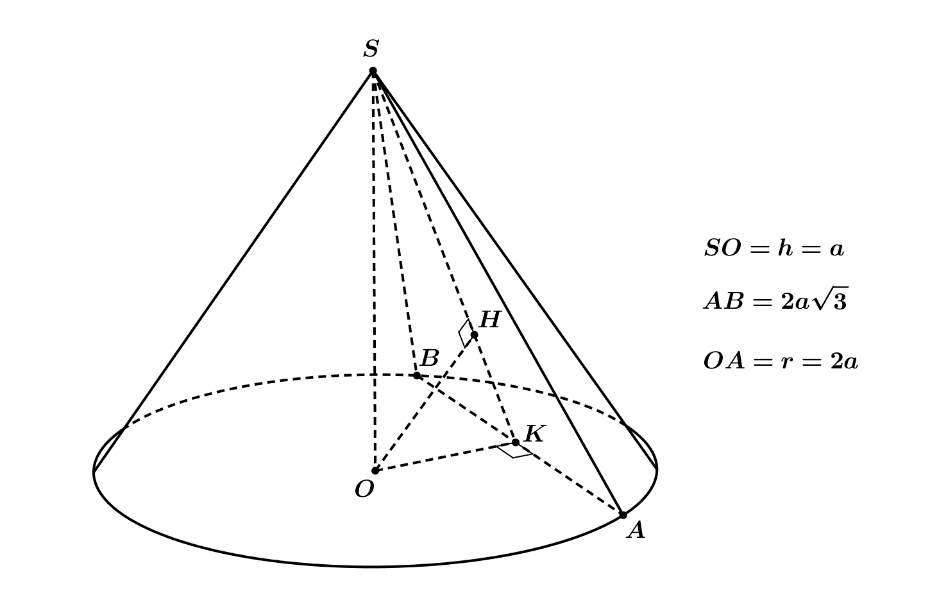 S
SO = h = a
AB = 2a√3
H
B
OA = r = 2a
K
O
A